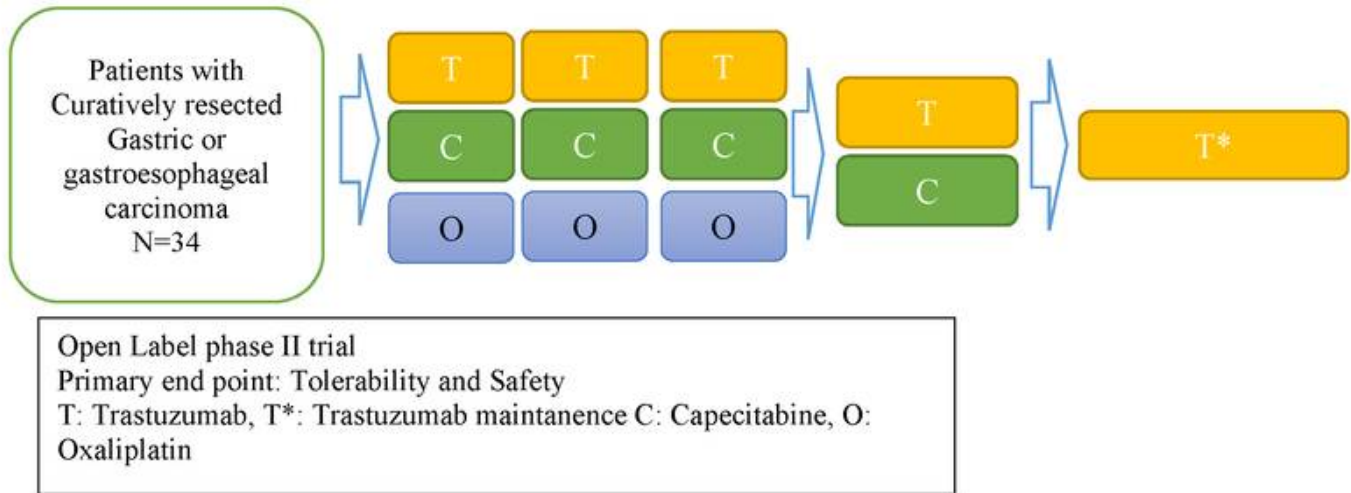 Patients with
Curatively resected
Gastric or
gastroesophageal
carcinoma
N=34
T T T
C C C
O O O
T
C
T*
Open Label phase II trial
Primary end point: Tolerability and Safety
T: Trastuzumab, T*: Trastuzumab maintanence C: Capecitabine, O:
Oxaliplatin